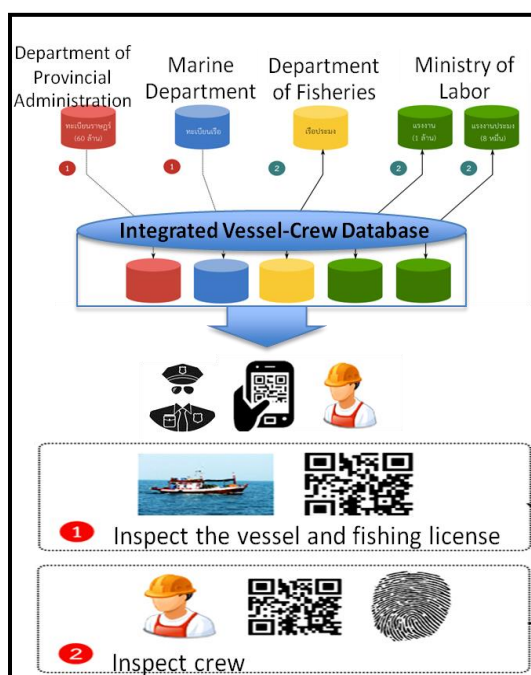 Department of
Provincial
Administration
Marine
Department
Department
of Fisheries
Ministry of
Labor
ทะเบียนราษฎร์
(60 ล้าน)
ทะเบียนเรือ
เรือประมง
แรงงาน
(1 ล้าน)
แรงงานประมง
(8 หมื่น)
1
1
2
2
2
Integrated Vessel-Crew Database
1 Inspect the vessel and fishing license
2 Inspect crew